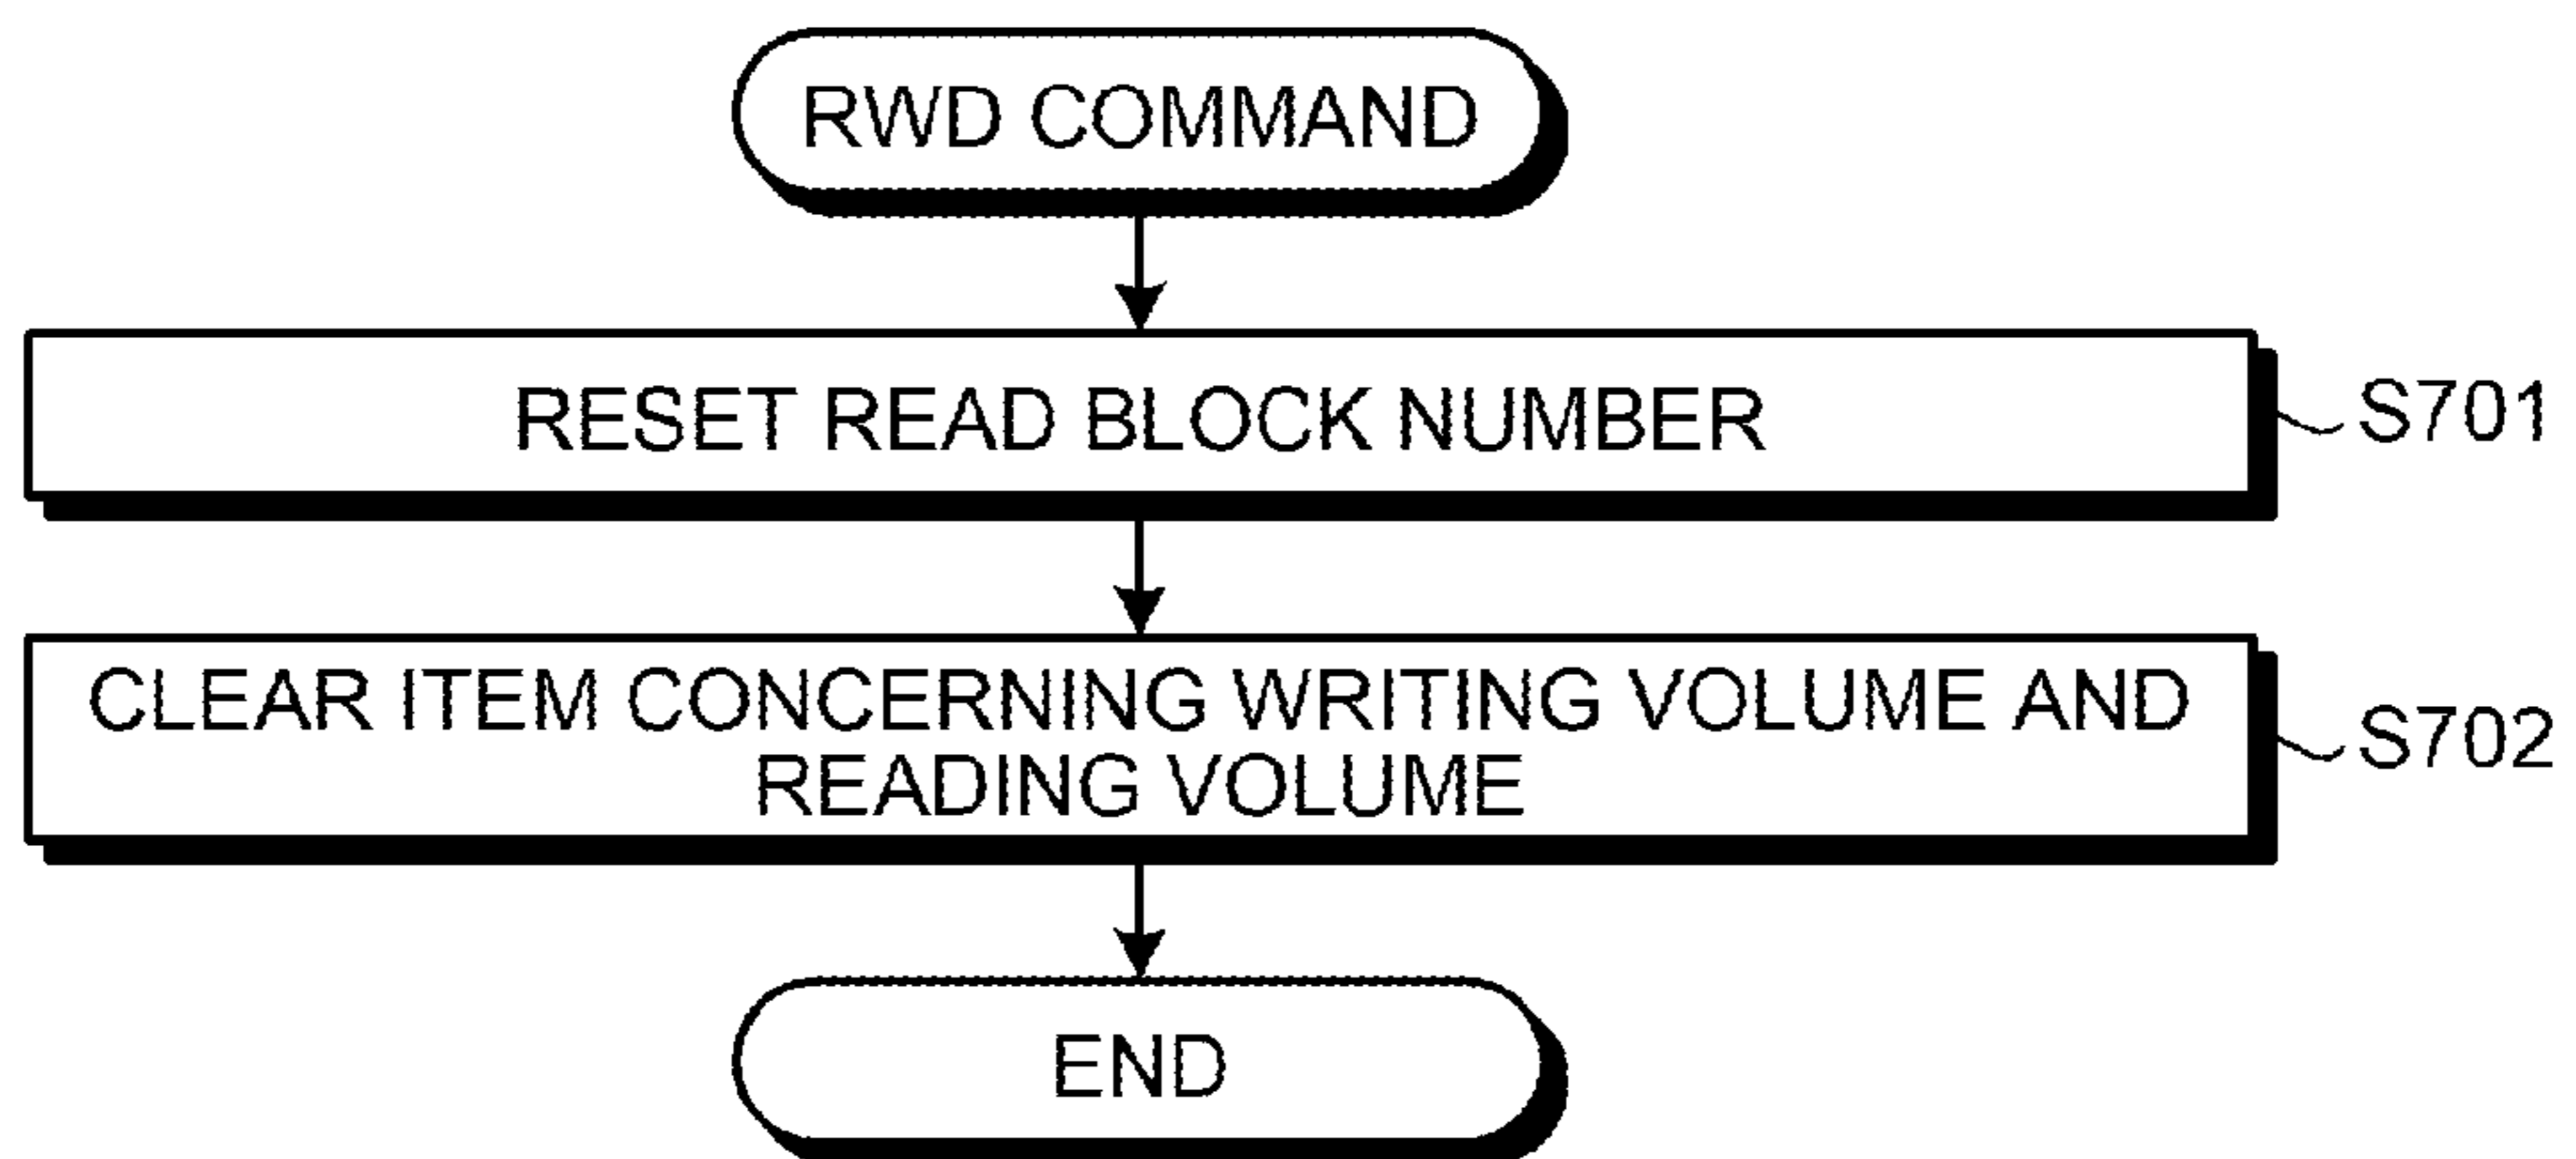 RWD COMMAND
RESET READ BLOCK NUMBER
S701
CLEAR ITEM CONCERNING WRITING VOLUME AND
READING VOLUME
S702
END